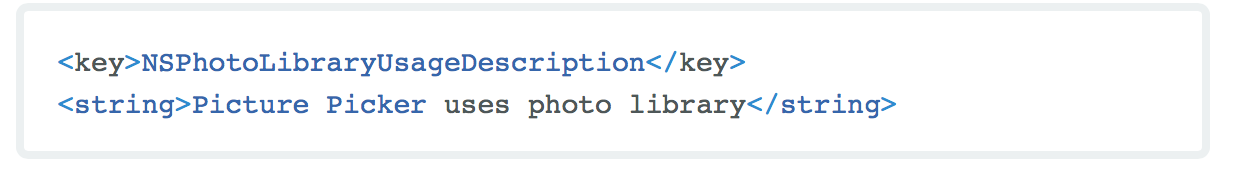 <key>NSPhotoLibraryUsageDescription</key>
<string>Picture Picker uses photo library</string>